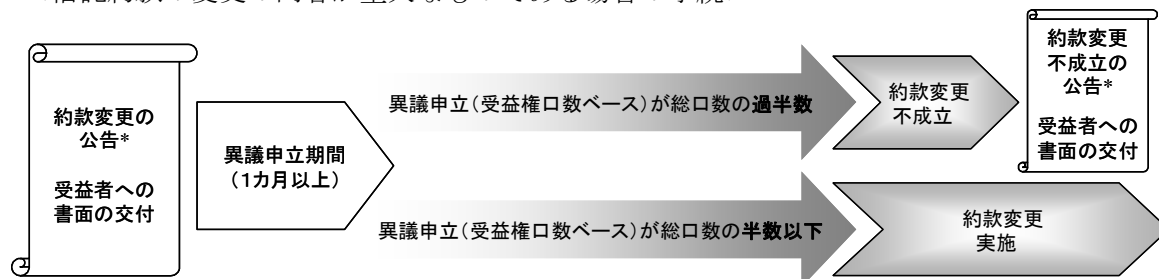 約款変更の
公告*
受益者への
書面の交付
異議申立期間
（1カ月以上）
異議申立（受益権口数ベース）が総口数の過半数
約款変更
不成立
約款変更
不成立の
公告*
受益者への
書面の交付
異議申立（受益権口数ベース）が総口数の半数以下
約款変更
実施